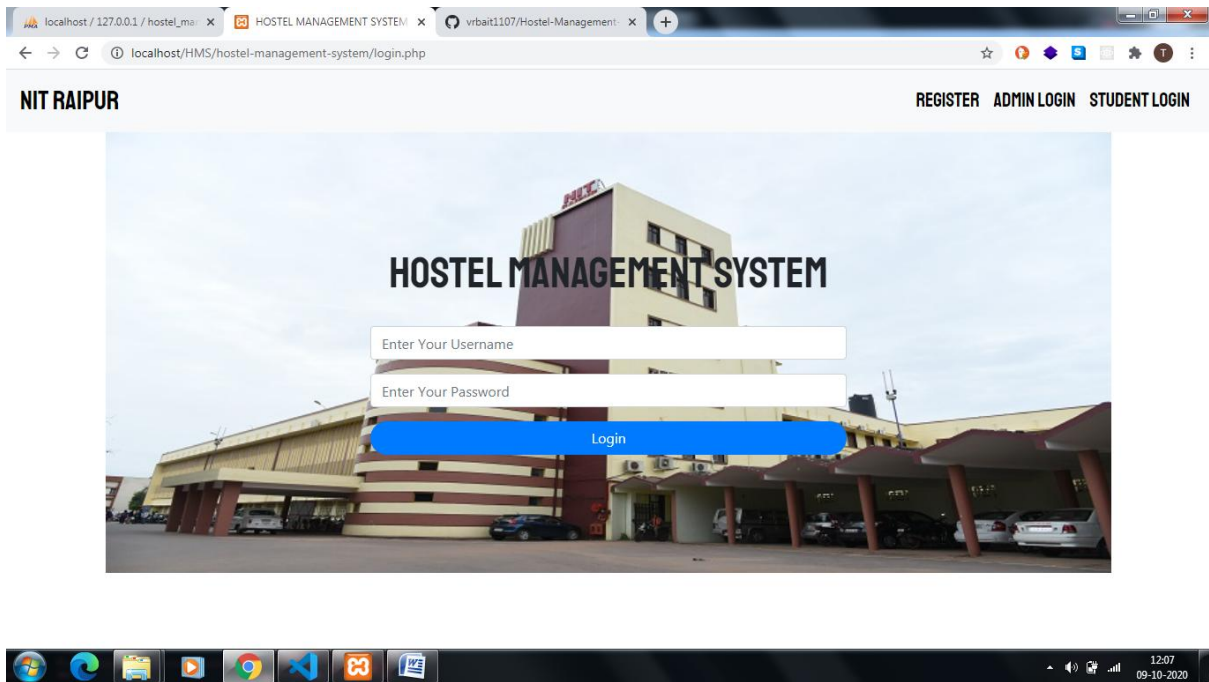 localhost / 127.0.0.1 / hostel_ma
HOSTEL MANAGEMENT SYSTEM
vrbait1107/Hostel-Management-
localhost/HMS/hostel-management-system/login.php
S
T
NIT RAIPUR
REGISTER ADMIN LOGIN STUDENT LOGIN
NIT
HOSTEL MANAGEMENT SYSTEM
Enter Your Username
Enter Your Password
Login
12:07
09-10-2020